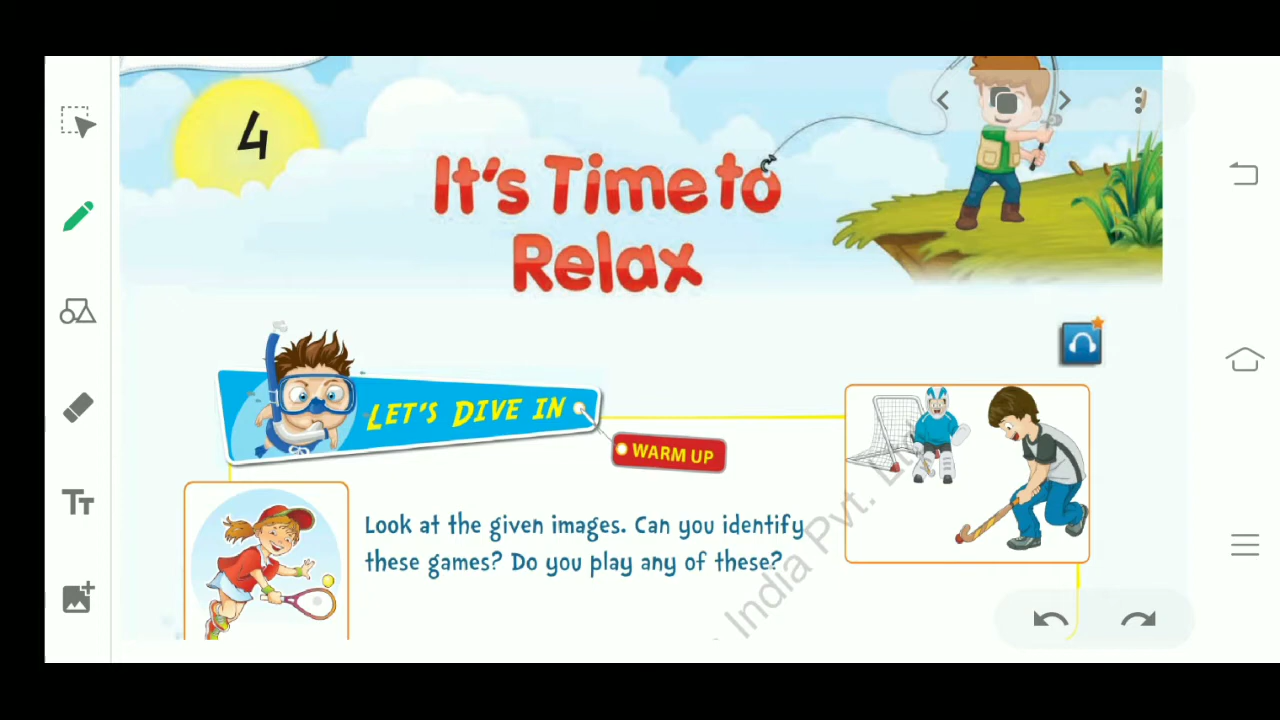 4
It's Time to
Relax
LET'S DIVE IN
WARM UP
Look at the given images. Can you identify
these games? Do you play any of these?
India Pvt.
TT